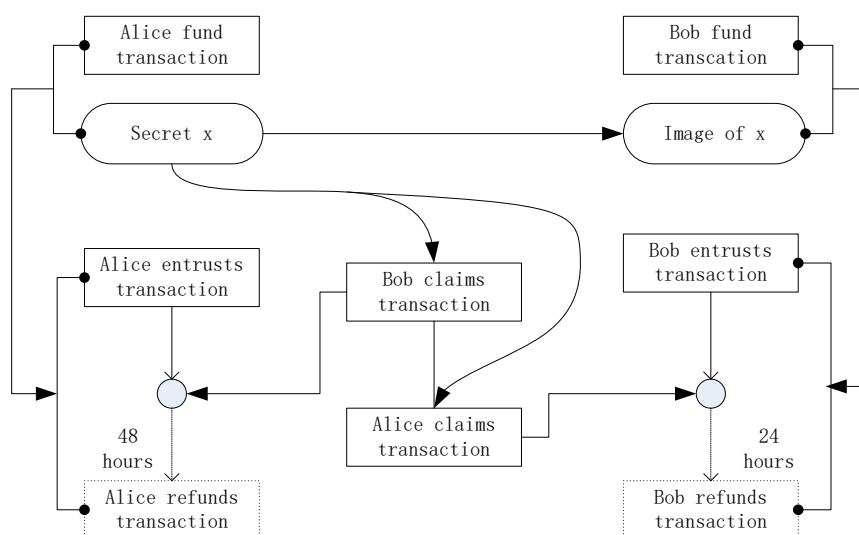 Alice fund
transaction
Bob fund
transcation
Secret x
Image of x
Alice entrusts
transaction
Bob claims
transaction
Bob entrusts
transaction
Alice claims
transaction
48
hours
24
hours
Alice refunds
transaction
Bob refunds
transaction